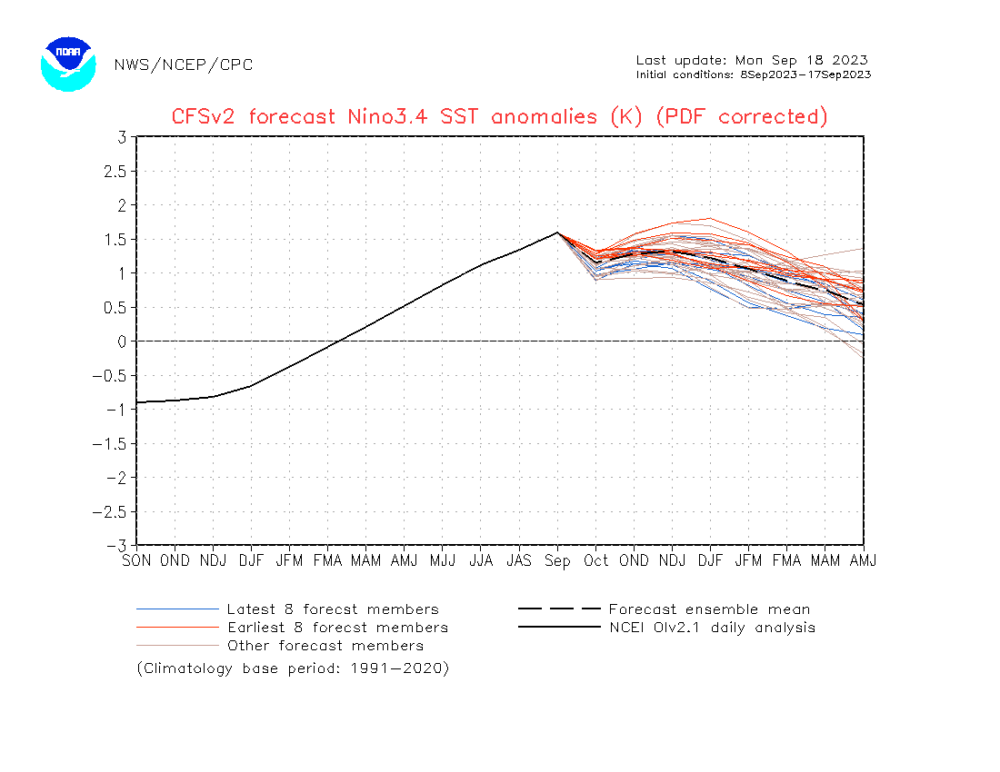 NOAA
NWS/NCEP/CPC
Last update: Mon Sep 18 2023
Initial conditions: 8Sep2023-17Sep2023
CFSv2 forecast Nino3.4 SST anomalies (K) (PDF corrected)
3
2.5
2
1.5
1
0.5
0
-0.5
-1
-1.5
-2
-2.5
-3
SON OND NDJ DJF JFM FMA MAM AMJ MJJ JJA JAS Sep Oct OND NDJ DJF JFM FMA MAM AMJ
Latest 8 forecst members
Earliest 8 forecst members
Other forecast members
(Climatology base period: 1991-2020)
Forecast ensemble mean
NCEI OIv2.1 daily analysis